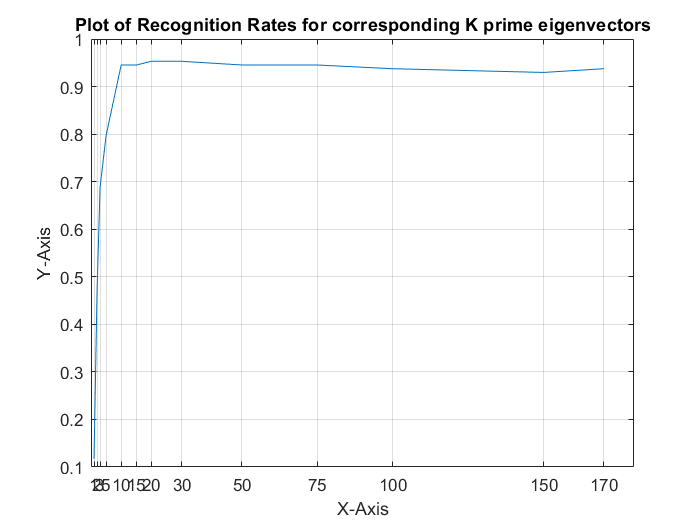 Plot of Recognition Rates for corresponding K prime eigenvectors
1
0.9
0.8
0.7
0.6
0.5
0.4
0.3
0.2
0.1
Y-Axis
10 15 20 30 50 75 100 150 170
X-Axis